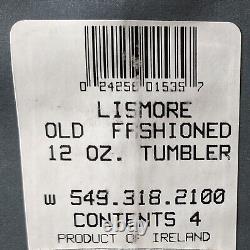 0 24258 01535 7
LISMORE
OLD FASHIONED
12 OZ. TUMBLER
W 549.318.2100
CONTENTS 4
PRODUCT OF IRELAND